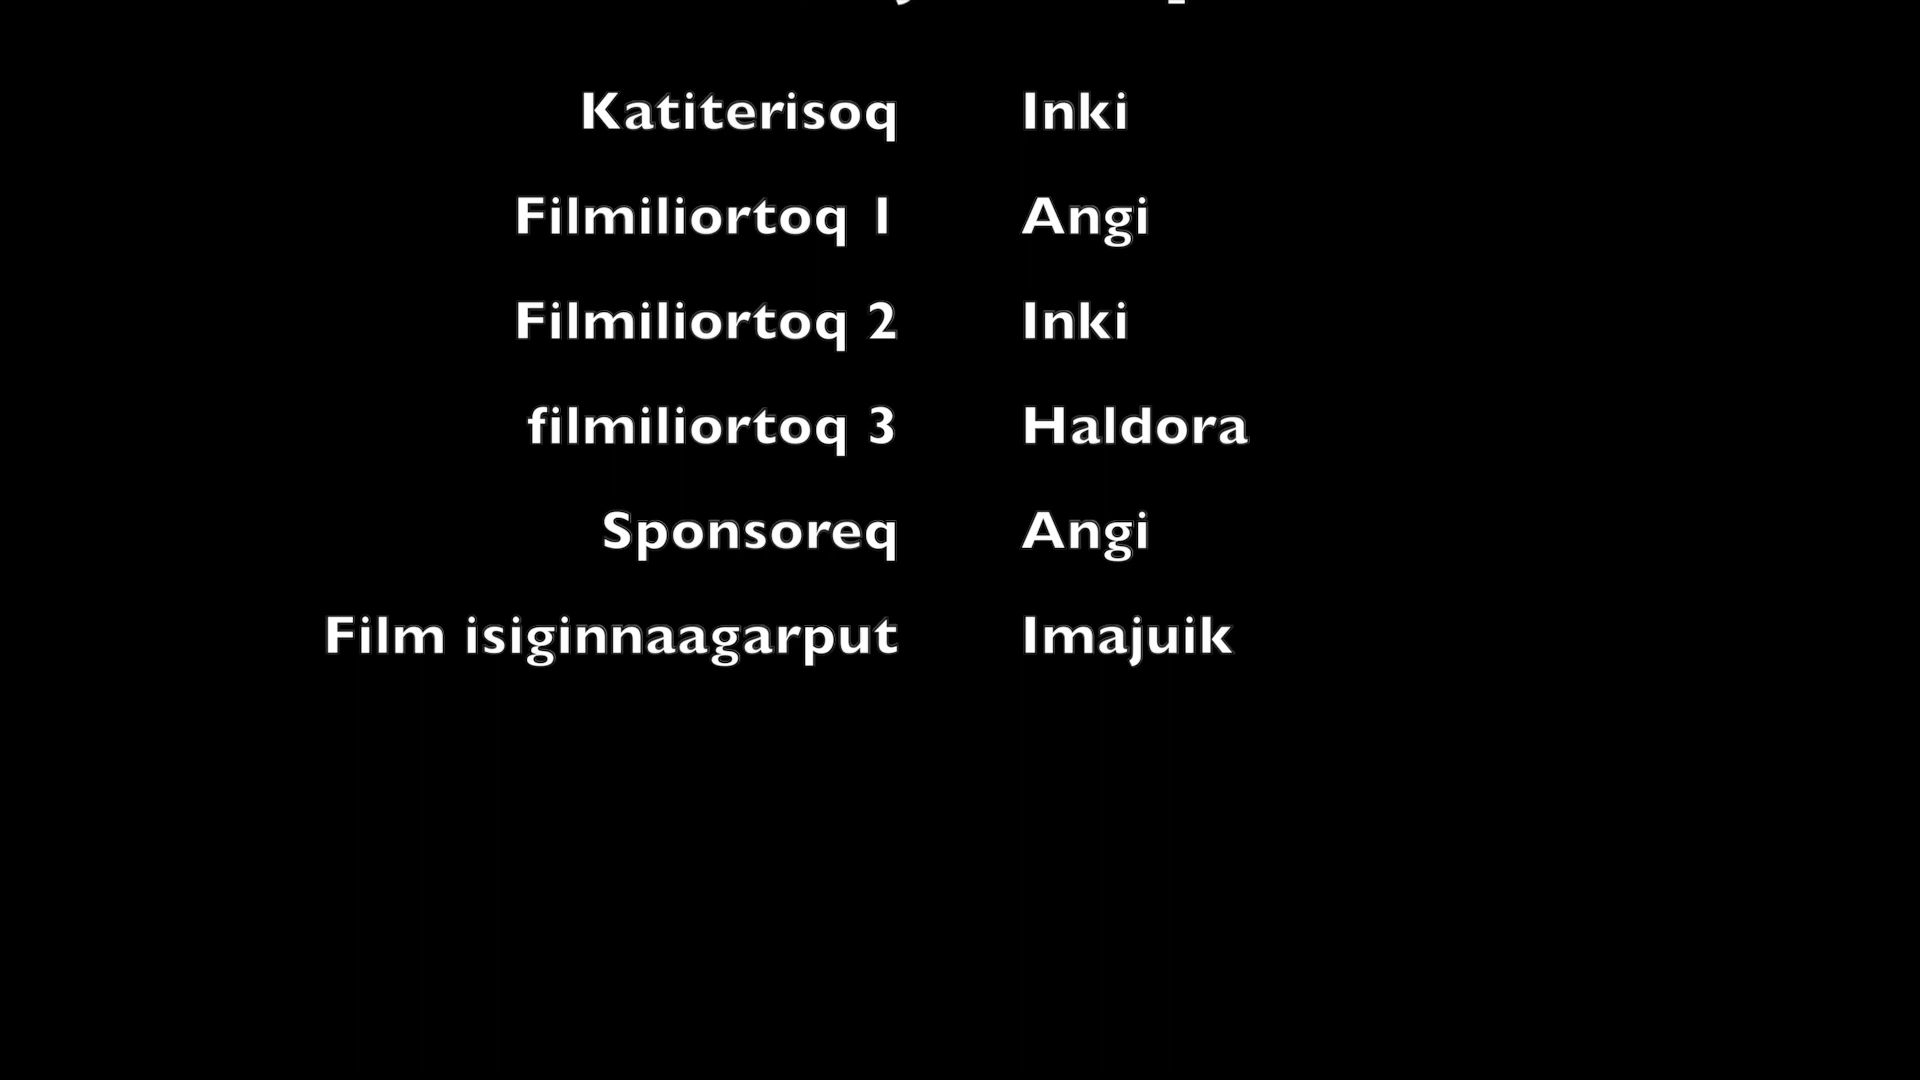 Katiterisoq Inki
Filmiliortoq 1 Angi
Filmiliortoq 2 Inki
filmiliortoq 3 Haldora
Sponsoreq Angi
Film isiginnaagarput Imajuik